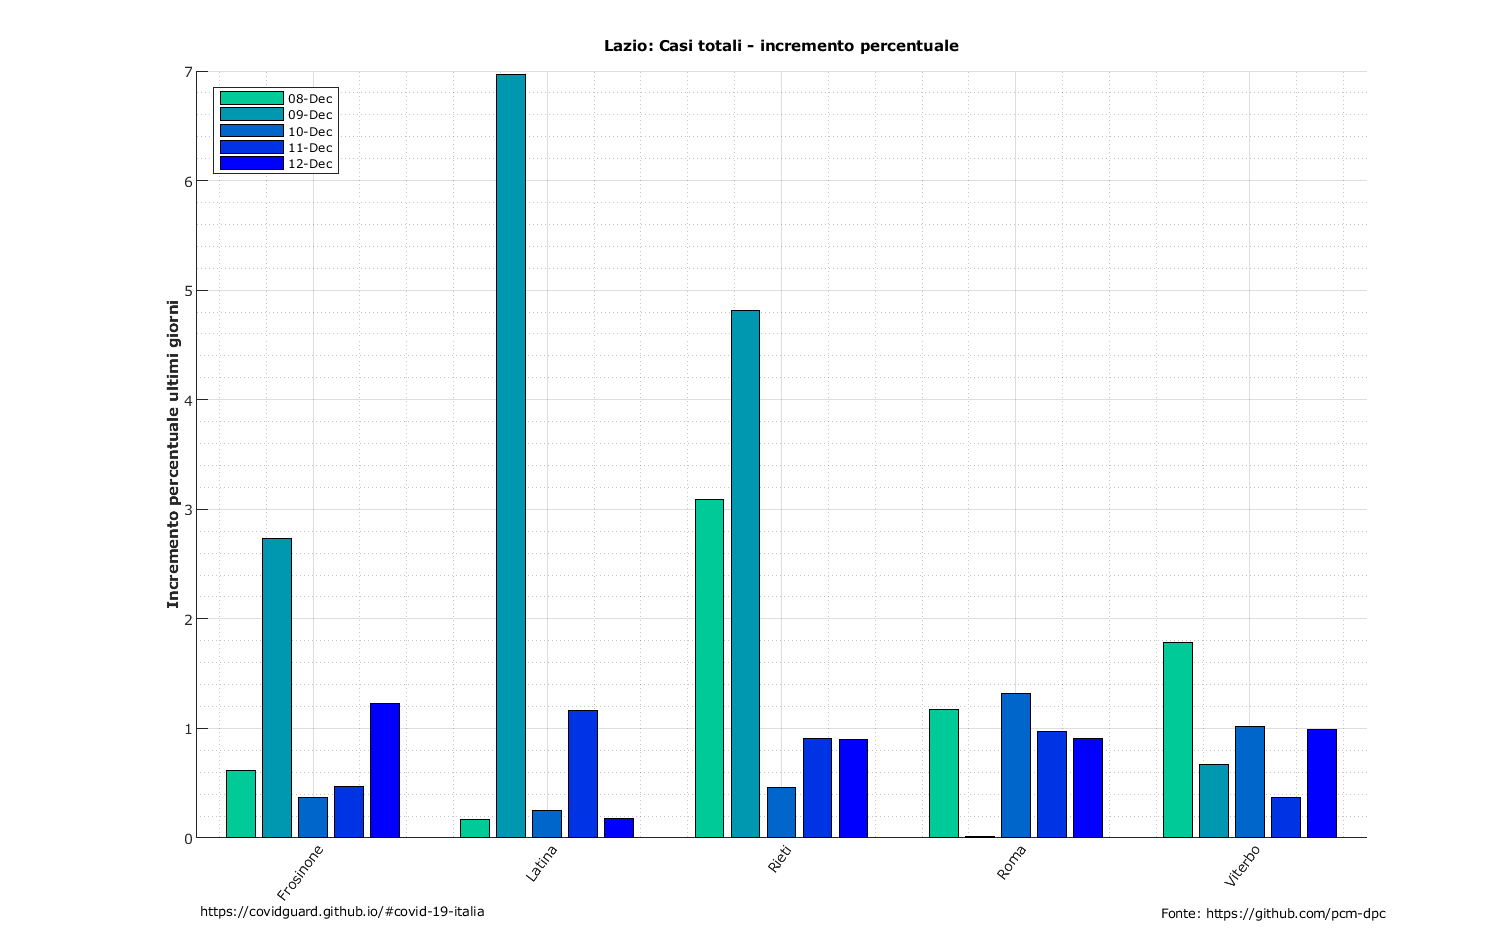 Lazio: Casi totali - incremento percentuale
Incremento percentuale ultimi giorni
7
6
5
4
3
2
1
0
08-Dec
09-Dec
10-Dec
11-Dec
12-Dec
Frosinone
Latina
Rieti
Roma
Viterbo
https://covidguard.github.io/#covid-19-italia
Fonte: https://github.com/pcm-dpc